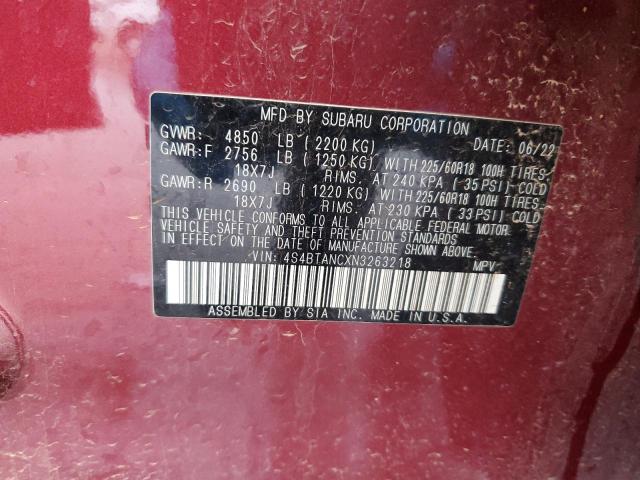 MFD BY SUBARU CORPORATION
GVWR: 4850 LB (2200 KG) DATE: 06/22
GAWR:F 2756 LB (1250 KG) WITH 225/60R18 100H TIRES
18X7J RIMS. AT 240 KPA (35 PSI) COLD
GAWR:R 2690 LB (1220 KG) WITH 225/60R18 100H TIRES
18X7J RIMS. AT 230 KPA (33 PSI) COLD
THIS VEHICLE CONFORMS TO ALL APPLICABLE FEDERAL MOTOR
VEHICLE SAFETY AND THEFT PREVENTION STANDARDS
IN EFFECT ON THE DATE OF MANUFACTURE SHOWN ABOVE.
VIN: 4S4BTANCXN3263218 MPV
ASSEMBLED BY SIA INC. MADE IN U.S.A.